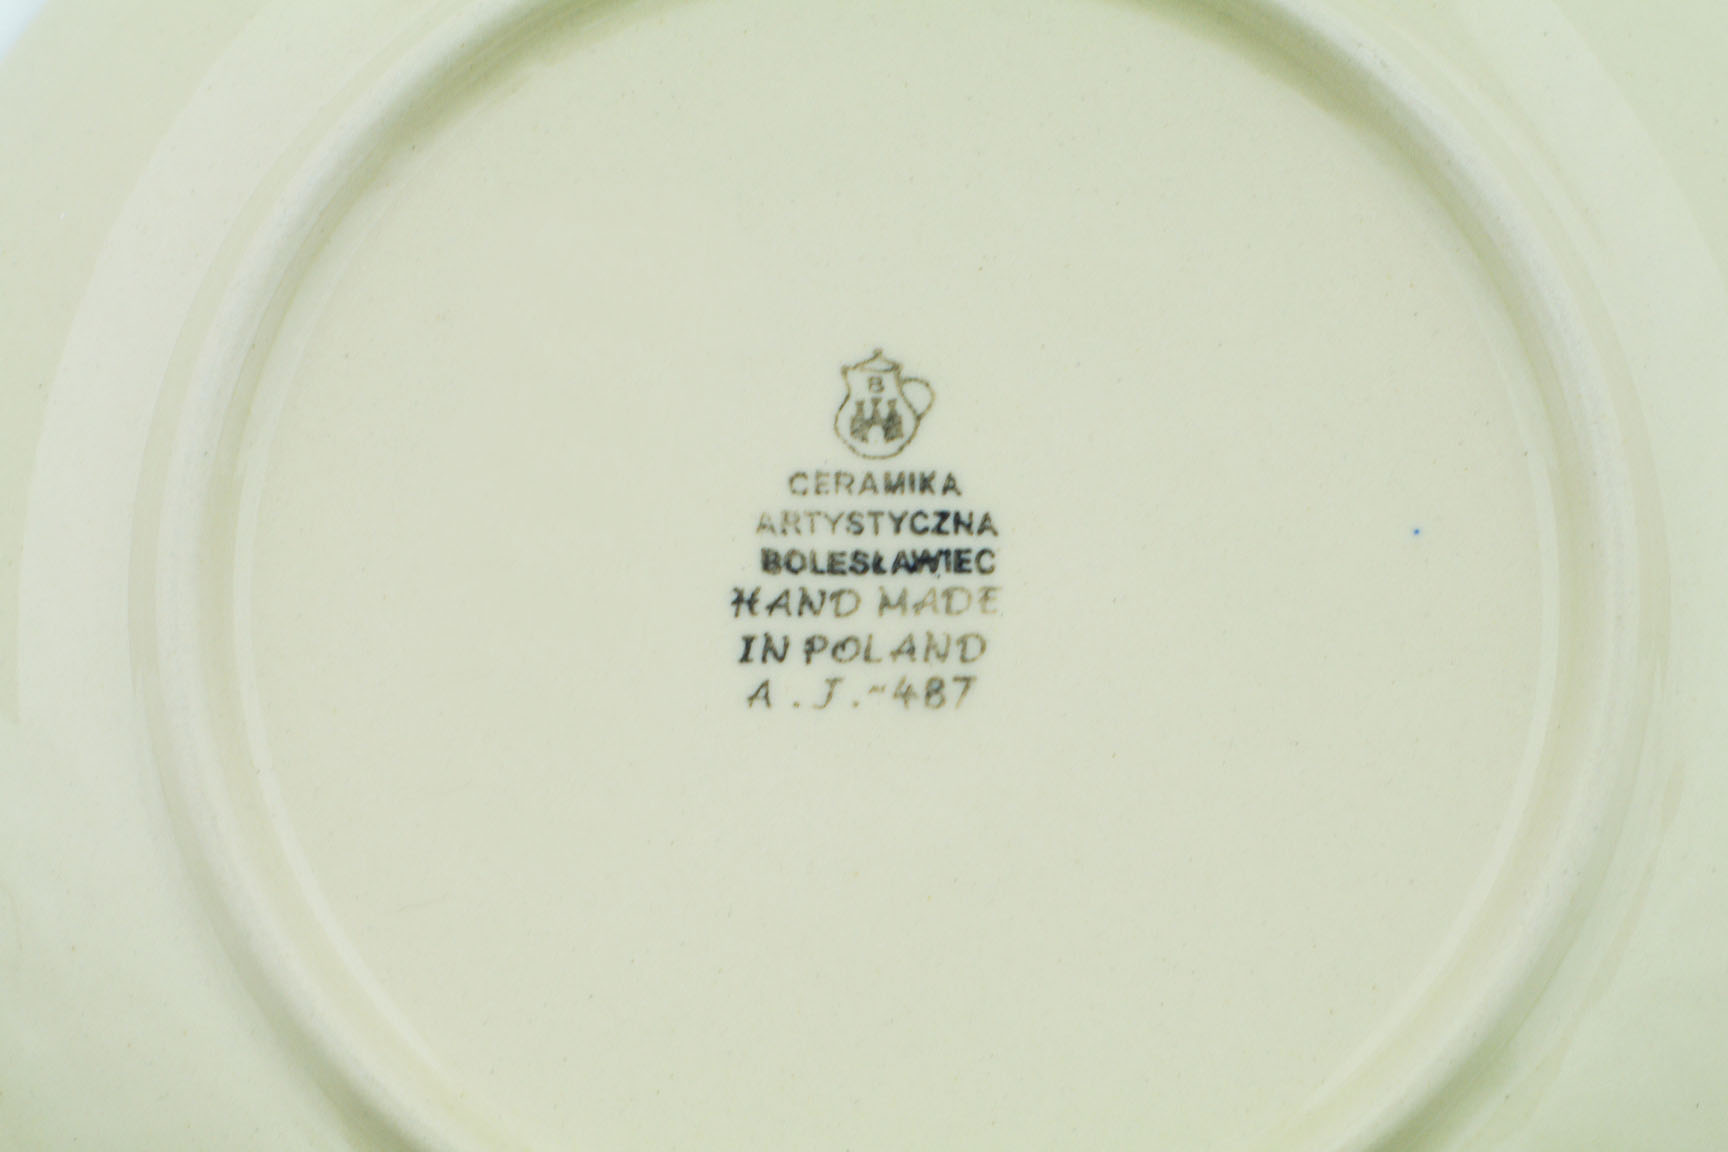 B
CERAMIKA
ARTYSTYCZNA
BOLESŁAWIEC
HAND MADE
IN POLAND
A.J.-487